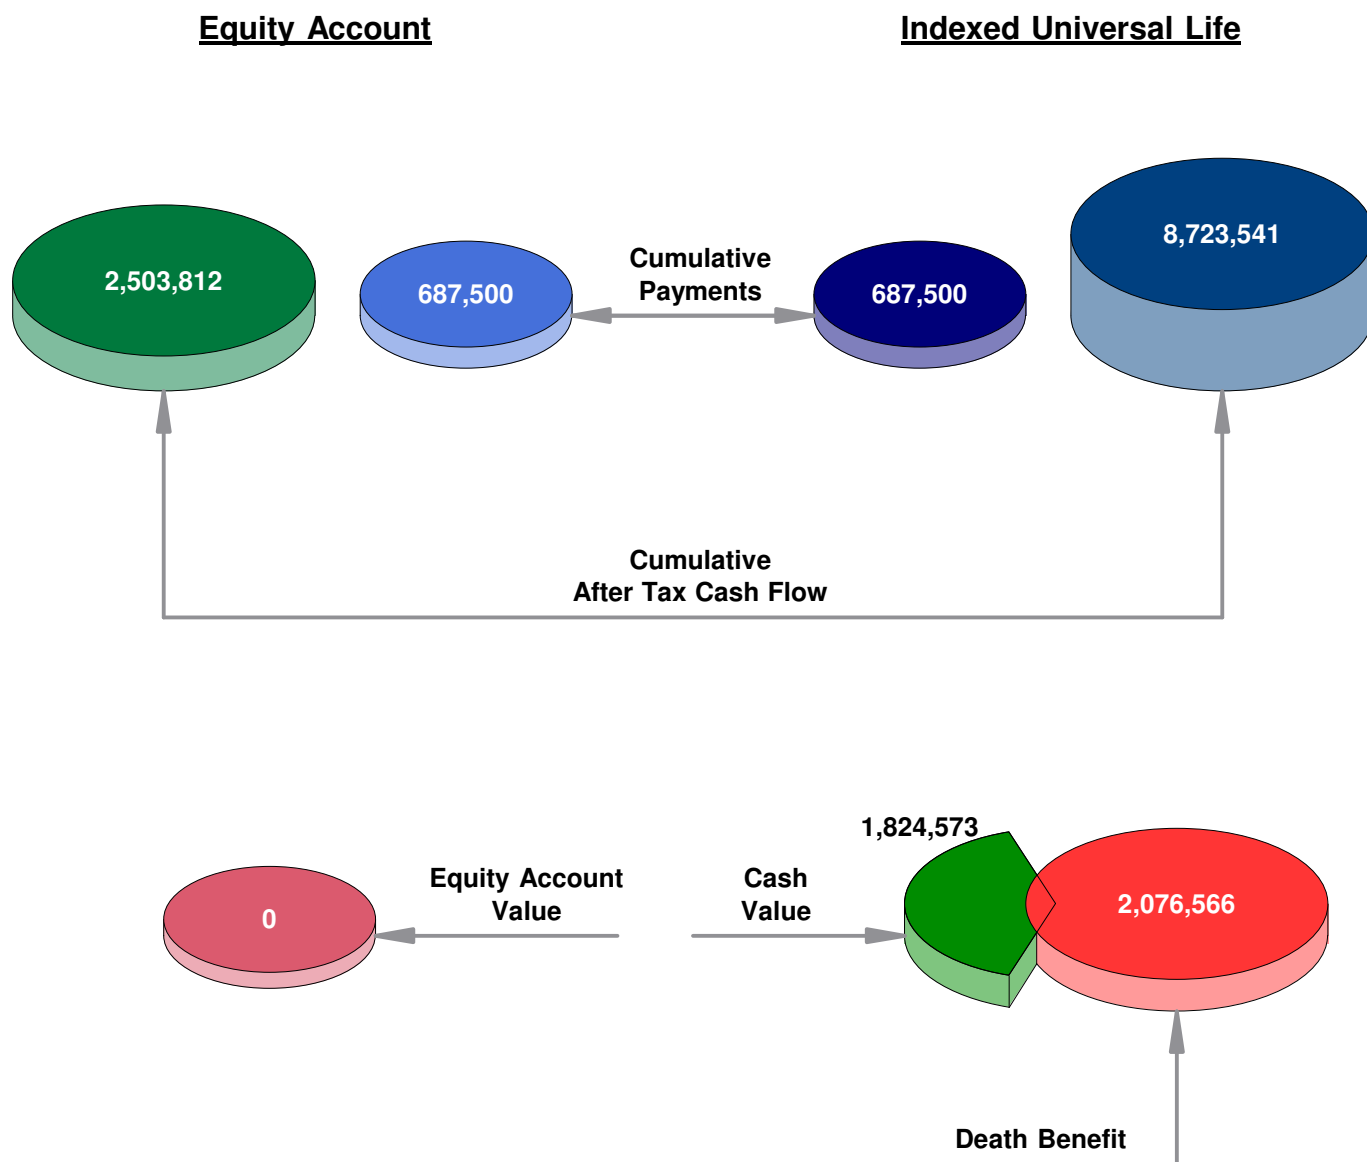 Equity Account
Indexed Universal Life
2,503,812
687,500
Cumulative
Payments
687,500
8,723,541
Cumulative
After Tax Cash Flow
0
Equity Account
Value
Cash
Value
1,824,573
2,076,566
Death Benefit